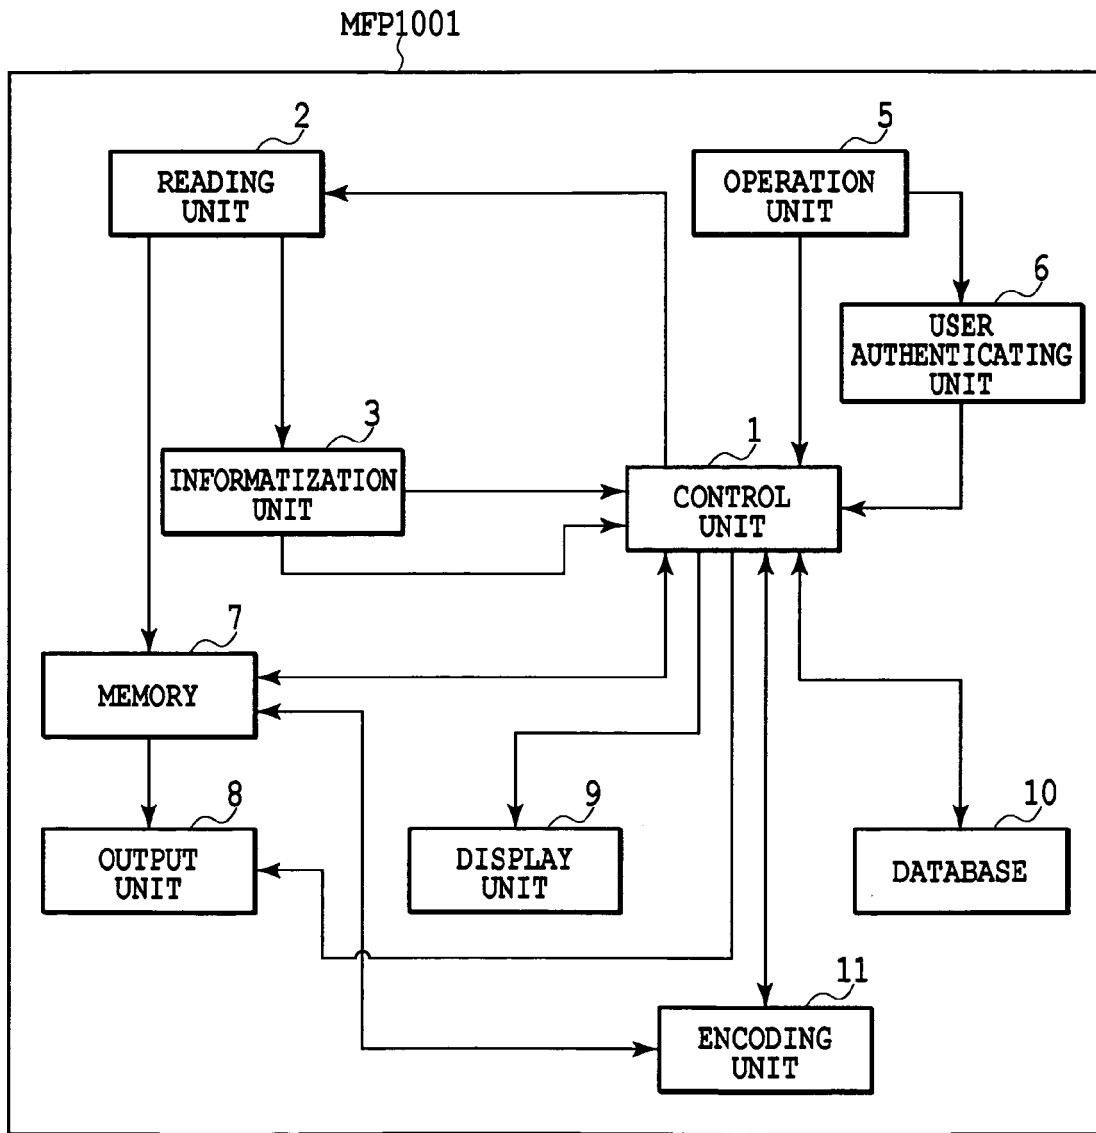 MFP1001
2
READING
UNIT
5
OPERATION
UNIT
6
USER
AUTHENTICATING
UNIT
3
INFORMATIZATION
UNIT
1
CONTROL
UNIT
7
MEMORY
8
OUTPUT
UNIT
9
DISPLAY
UNIT
10
DATABASE
11
ENCODING
UNIT